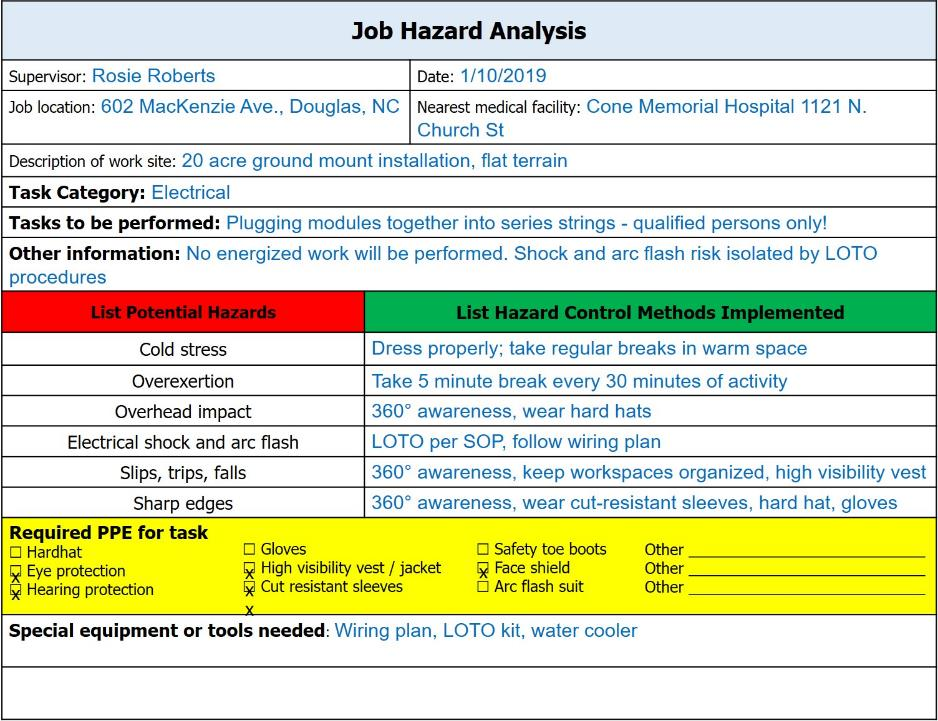 Job Hazard Analysis
Supervisor: Rosie Roberts
Date: 1/10/2019
Job location: 602 MacKenzie Ave., Douglas, NC
Nearest medical facility: Cone Memorial Hospital 1121 N.
Church St
Description of work site: 20 acre ground mount installation, flat terrain
Task Category: Electrical
Tasks to be performed: Plugging modules together into series strings - qualified persons only!
Other information: No energized work will be performed. Shock and arc flash risk isolated by LOTO
procedures
List Potential Hazards
List Hazard Control Methods Implemented
Cold stress
Dress properly; take regular breaks in warm space
Overexertion
Take 5 minute break every 30 minutes of activity
Overhead impact
360° awareness, wear hard hats
Electrical shock and arc flash
LOTO per SOP, follow wiring plan
Slips, trips, falls
360° awareness, keep workspaces organized, high visibility vest
Sharp edges
360° awareness, wear cut-resistant sleeves, hard hat, gloves
Required PPE for task
☐ Hardhat
☐ Eye protection
x
☐ Hearing protection
x
☐ Gloves
☐ High visibility vest / jacket
x
☐ Cut resistant sleeves
x
x
☐ Safety toe boots
☐ Face shield
x
☐ Arc flash suit
Other ____________________
Other ____________________
Other ____________________
Special equipment or tools needed: Wiring plan, LOTO kit, water cooler